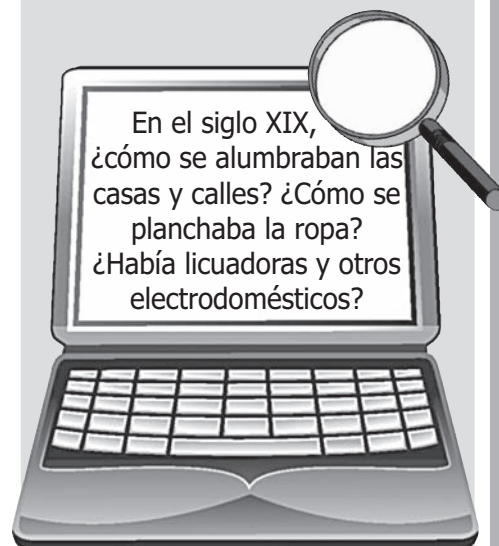 En el siglo XIX,
¿cómo se alumbraban las
casas y calles? ¿Cómo se
planchaba la ropa?
¿Había licuadoras y otros
electrodomésticos?